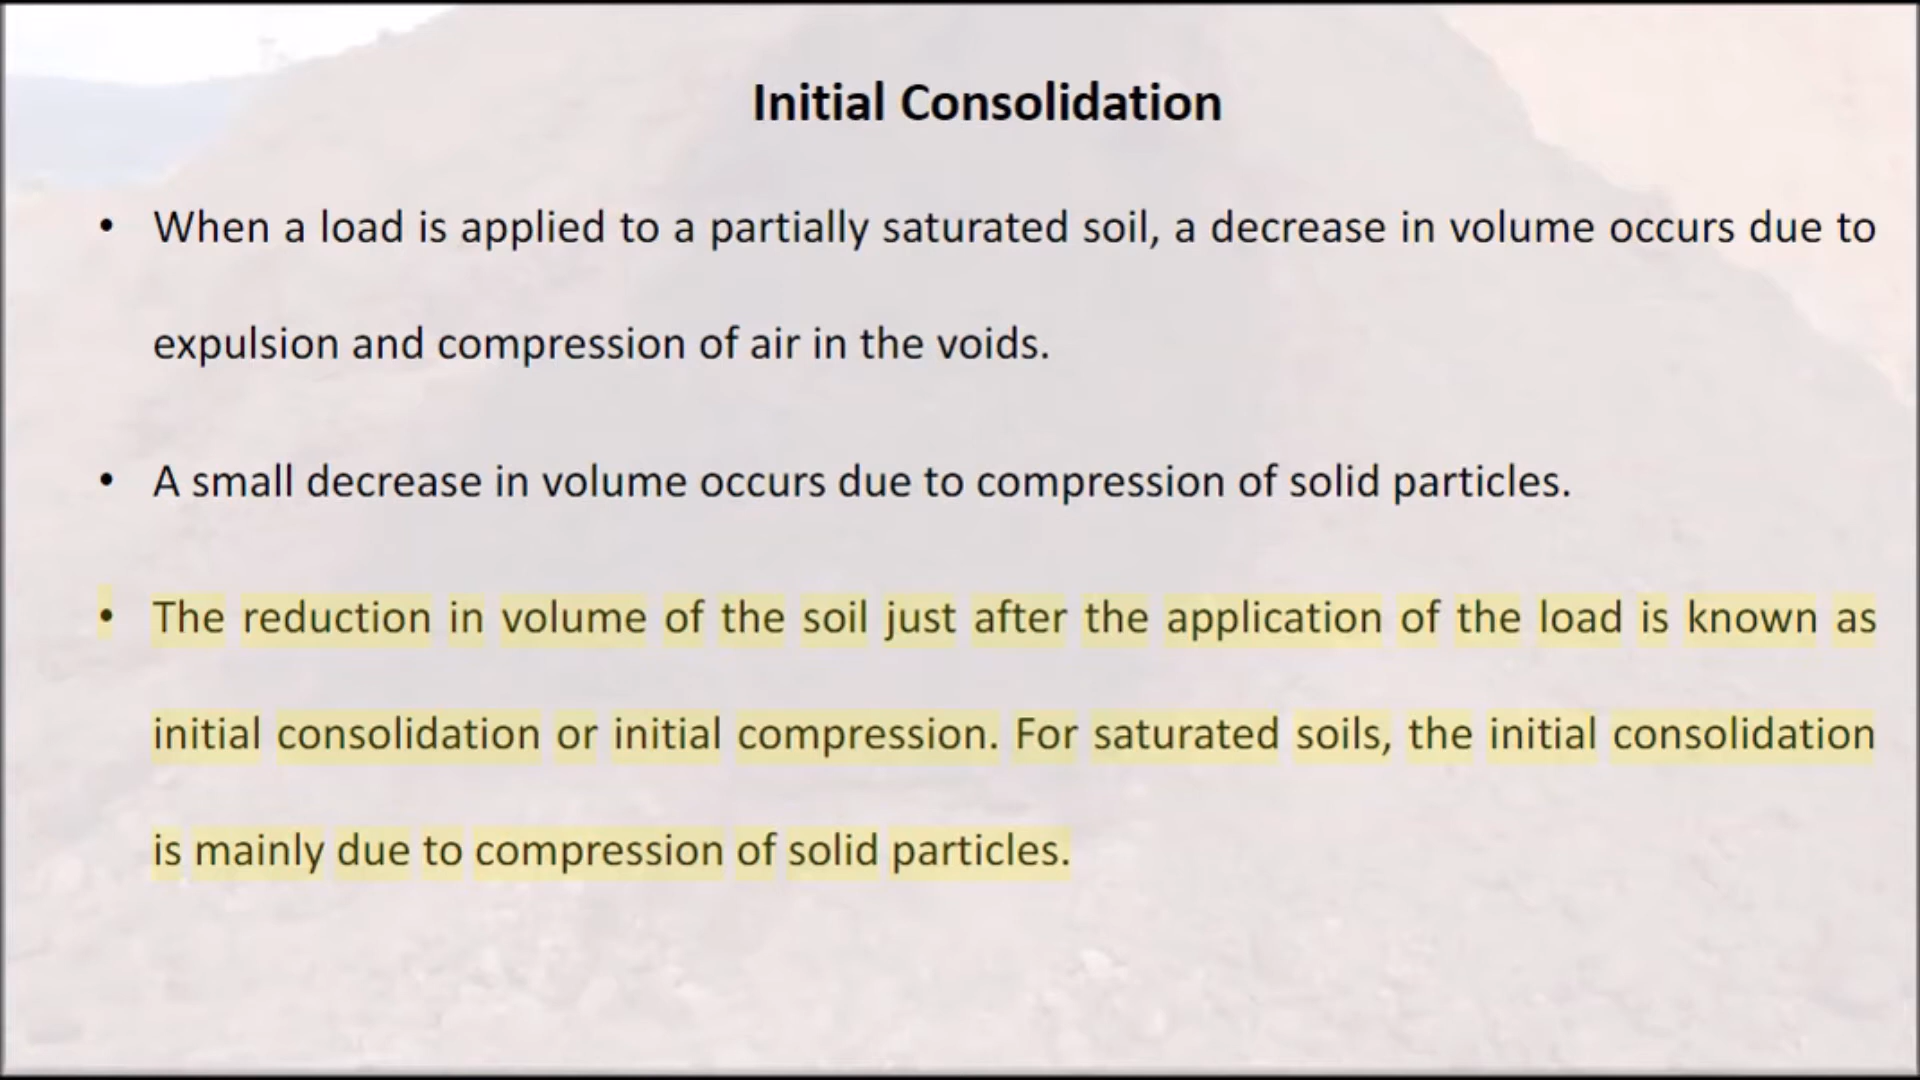 Initial Consolidation
• When a load is applied to a partially saturated soil, a decrease in volume occurs due to
expulsion and compression of air in the voids.
• A small decrease in volume occurs due to compression of solid particles.
• The reduction in volume of the soil just after the application of the load is known as
initial consolidation or initial compression. For saturated soils, the initial consolidation
is mainly due to compression of solid particles.